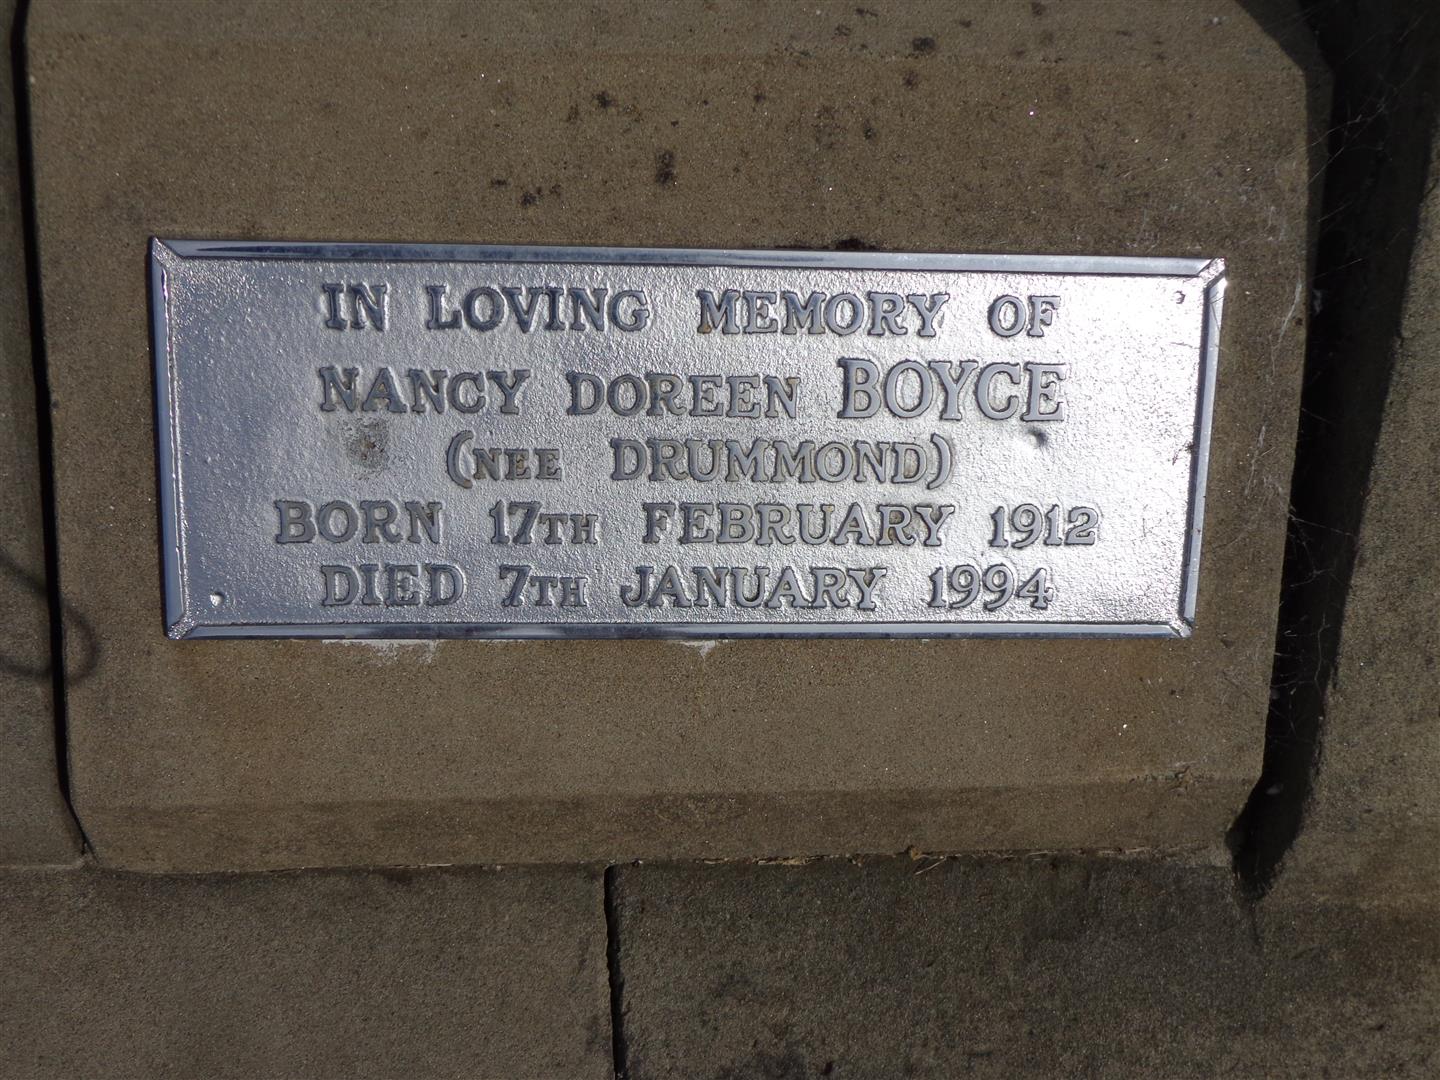 IN LOVING MEMORY OF
NANCY DOREEN BOYCE
(NEE DRUMMOND)
BORN 17TH FEBRUARY 1912
DIED 7TH JANUARY 1994